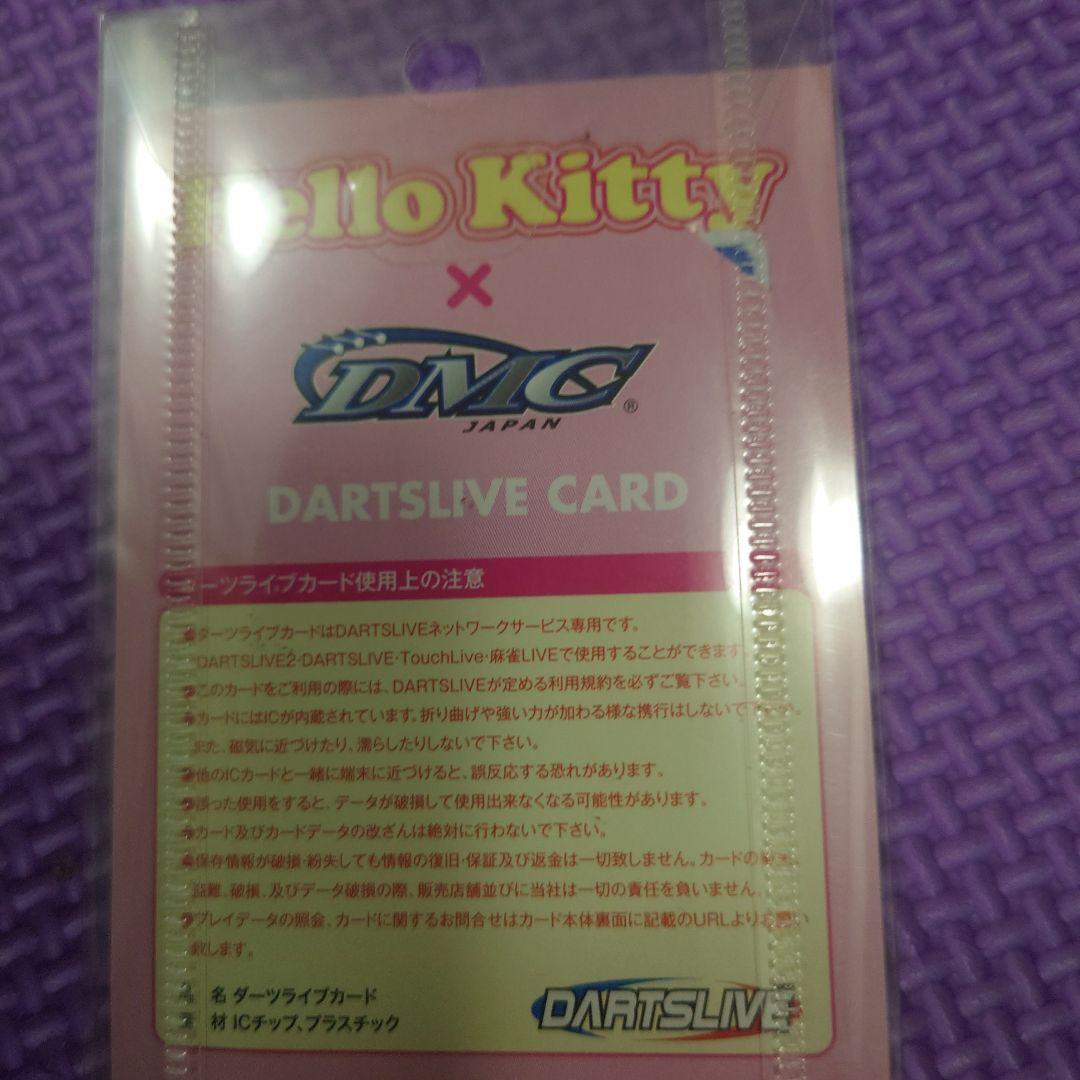 Hello Kitty
×
DMC®
JAPAN
DARTSLIVE CARD
ーツライブカード使用上の注意
●ダーツライブカードはDARTSLIVEネットワークサービス専用です。
DARTSLIVE2・DARTSLIVE・TouchLive・麻雀LIVEで使用することができます
●このカードをご利用の際には、DARTSLIVEが定める利用規約を必ずご覧下さい。
●カードにはICが内蔵されています。折り曲げや強い力が加わる様な携行はしないで
また、磁気に近づけたり、濡らしたりしないで下さい。
●他のICカードと一緒に端末に近づけると、誤反応する恐れがあります。
●誤った使用をすると、データが破損して使用出来なくなる可能性があります。
●カード及びカードデータの改ざんは絶対に行わないで下さい。
●保存情報が破損・紛失しても情報の復旧・保証及び返金は一切致しません。カードの
盗難、破損、及びデータ破損の際、販売店舗並びに当社は一切の責任を負いません。
●プレイデータの照会、カードに関するお問合せはカード本体裏面に記載のURLよりお願い
致します。
品 名 ダーツライブカード
素 材 ICチップ、プラスチック
DARTSLIVE